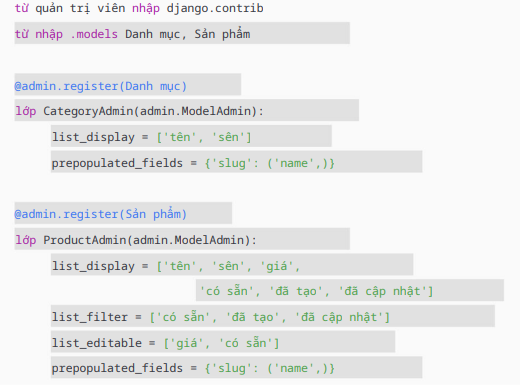 từ quản trị viên nhập django.contrib
từ nhập .models Danh mục, Sản phẩm
@admin.register(Danh mục)
lớp CategoryAdmin(admin.ModelAdmin):
list_display = ['tên', 'sên']
prepopulated_fields = {'slug': ('name',)}
@admin.register(Sản phẩm)
lớp ProductAdmin(admin.ModelAdmin):
list_display = ['tên', 'sên', 'giá',
'có sẵn', 'đã tạo', 'đã cập nhật']
list_filter = ['có sẵn', 'đã tạo', 'đã cập nhật']
list_editable = ['giá', 'có sẵn']
prepopulated_fields = {'slug': ('name',)}